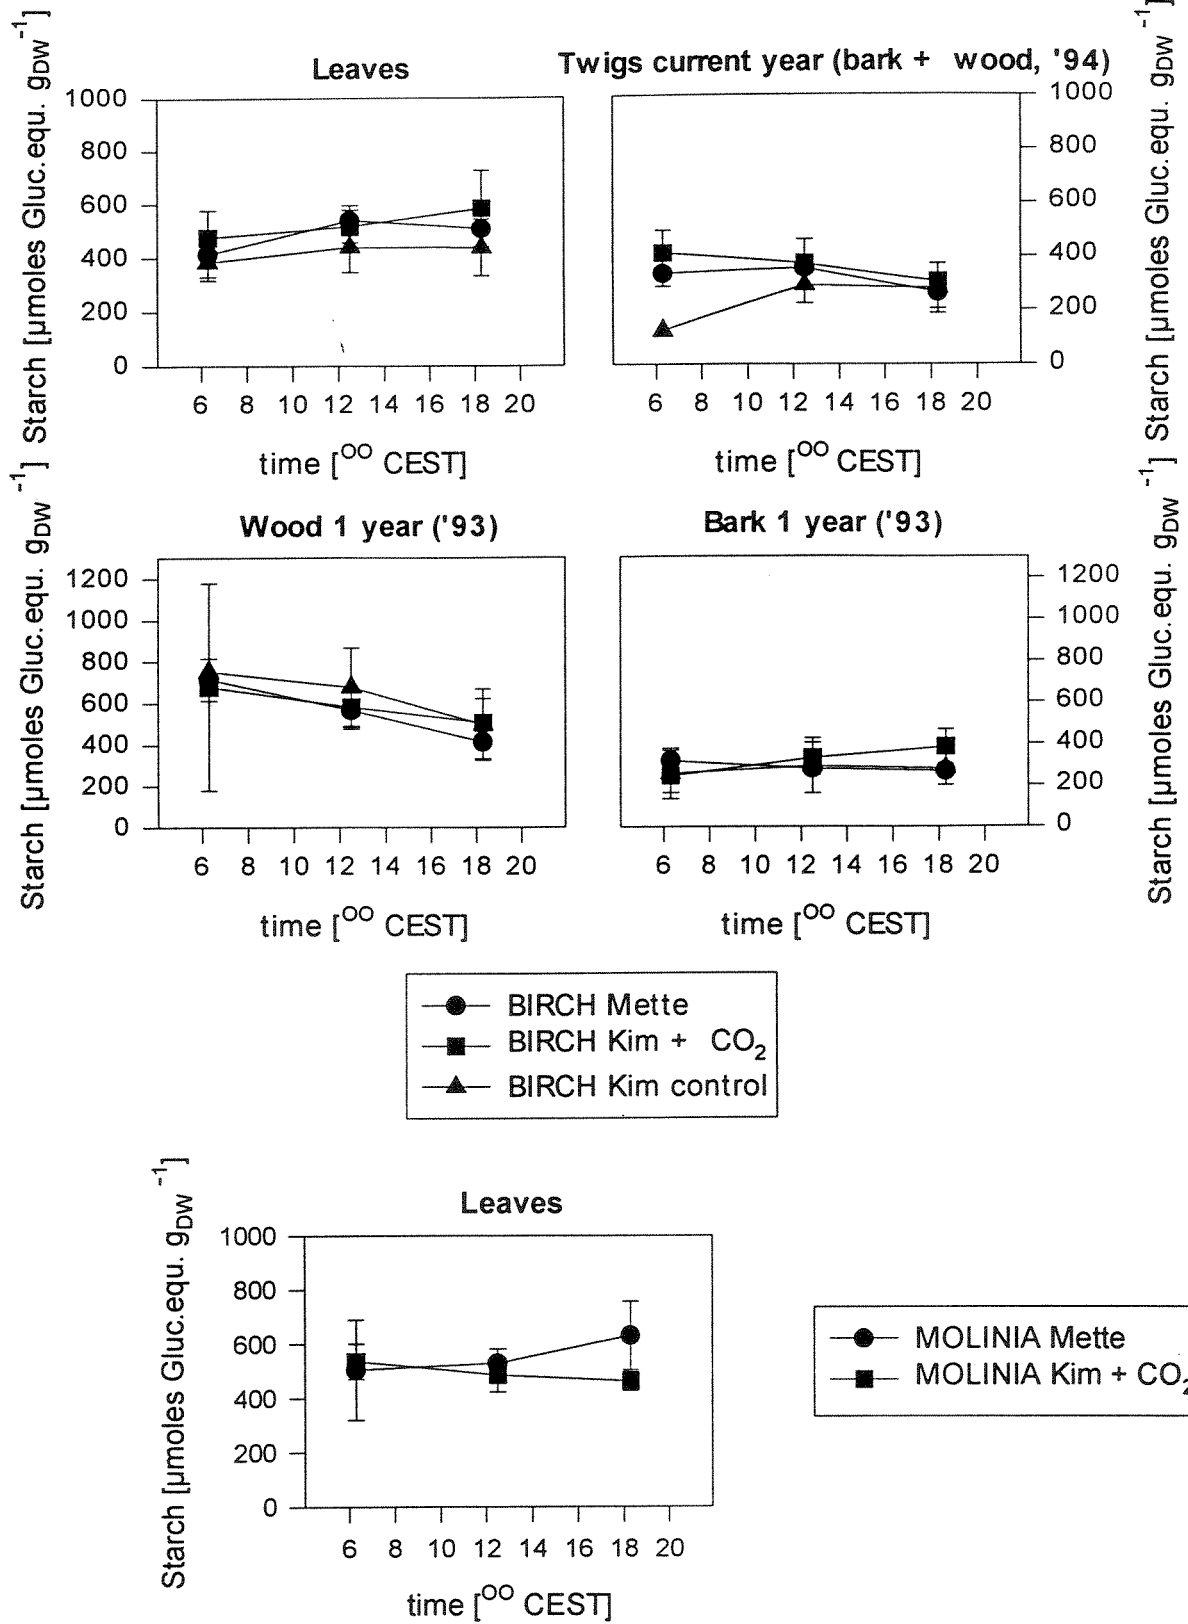 Leaves
Starch [µmoles Gluc.equ. gDW⁻¹]
1000
800
600
400
200
0
6 8 10 12 14 16 18 20
time [ᴼᴼ CEST]
Twigs current year (bark + wood, '94)
Starch [µmoles Gluc.equ. gDW⁻¹]
1000
800
600
400
200
0
6 8 10 12 14 16 18 20
time [ᴼᴼ CEST]
Wood 1 year ('93)
Starch [µmoles Gluc.equ. gDW⁻¹]
1200
1000
800
600
400
200
0
6 8 10 12 14 16 18 20
time [ᴼᴼ CEST]
Bark 1 year ('93)
Starch [µmoles Gluc.equ. gDW⁻¹]
1200
1000
800
600
400
200
0
6 8 10 12 14 16 18 20
time [ᴼᴼ CEST]
BIRCH Mette
BIRCH Kim + CO₂
BIRCH Kim control
Leaves
Starch [µmoles Gluc.equ. gDW⁻¹]
1000
800
600
400
200
0
6 8 10 12 14 16 18 20
time [ᴼᴼ CEST]
MOLINIA Mette
MOLINIA Kim + CO₂